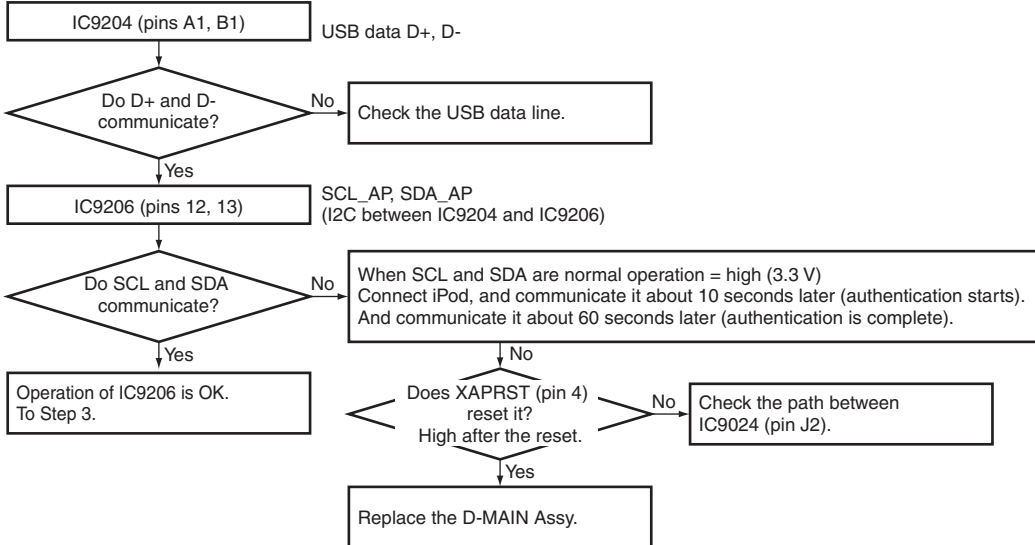 IC9204 (pins A1, B1)
USB data D+, D-
Do D+ and D-
communicate?
No
Check the USB data line.
Yes
IC9206 (pins 12, 13)
SCL_AP, SDA_AP
(I2C between IC9204 and IC9206)
Do SCL and SDA
communicate?
No
When SCL and SDA are normal operation = high (3.3 V)
Connect iPod, and communicate it about 10 seconds later (authentication starts).
And communicate it about 60 seconds later (authentication is complete).
Yes
Operation of IC9206 is OK.
To Step 3.
No
Does XAPRST (pin 4)
reset it?
High after the reset.
No
Check the path between
IC9024 (pin J2).
Yes
Replace the D-MAIN Assy.